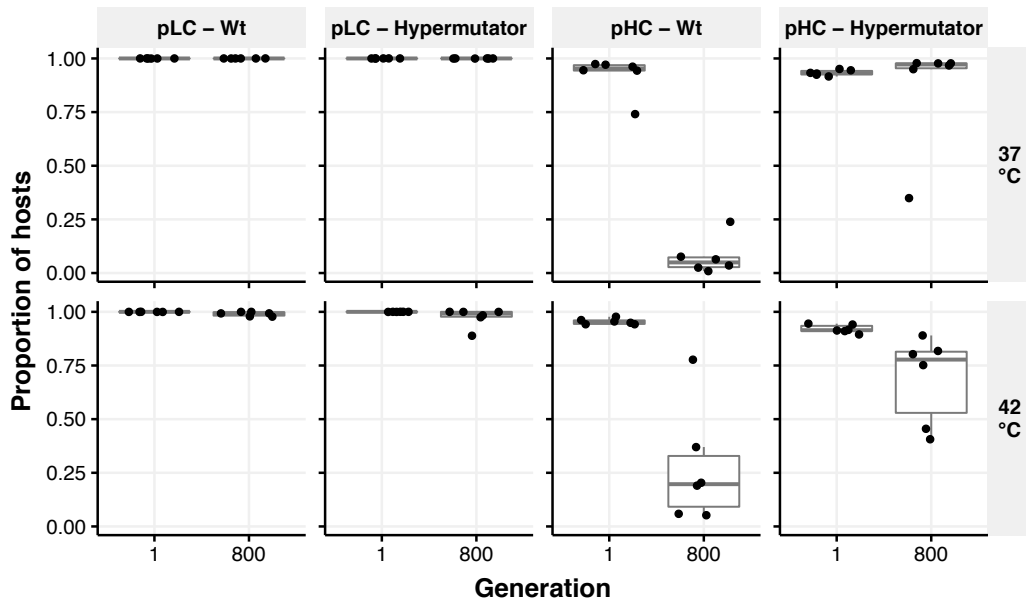 pLC – Wt
pLC – Hypermutator
pHC – Wt
pHC – Hypermutator
Proportion of hosts
1.00
0.75
0.50
0.25
0.00
37
°C
1.00
0.75
0.50
0.25
0.00
42
°C
1
800
1
800
1
800
1
800
Generation